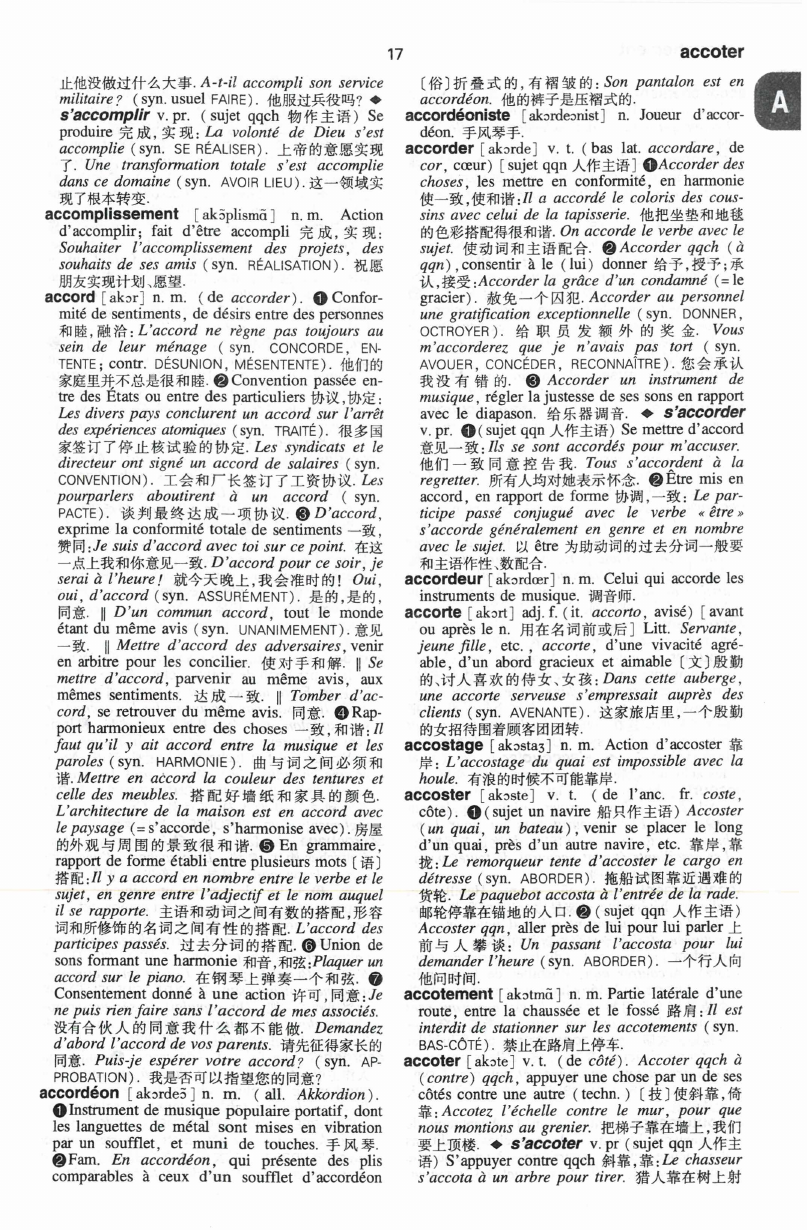 17
accoter
止他没做过什么大事. A-t-il accompli son service
militaire? (syn. usuel FAIRE). 他服过兵役吗? ◆
s'accomplir v. pr. (sujet qqch 物作主语) Se
produire 完成,实现: La volonté de Dieu s'est
accomplie (syn. SE RÉALISER). 上帝的意愿实现
了. Une transformation totale s'est accomplie
dans ce domaine (syn. AVOIR LIEU). 这一领域实
现了根本转变.
accomplissement [akɔ̃plismɑ̃] n. m. Action
d'accomplir; fait d'être accompli 完成,实现:
Souhaiter l'accomplissement des projets, des
souhaits de ses amis (syn. RÉALISATION). 祝愿
朋友实现计划、愿望.
accord [akɔr] n. m. (de accorder). ❶ Confor-
mité de sentiments, de désirs entre des personnes
和睦,融洽: L'accord ne règne pas toujours au
sein de leur ménage (syn. CONCORDE, EN-
TENTE; contr. DÉSUNION, MÉSENTENTE). 他们的
家庭里并不总是很和睦. ❷ Convention passée en-
tre des États ou entre des particuliers 协议,协定:
Les divers pays conclurent un accord sur l'arrêt
des expériences atomiques (syn. TRAITÉ). 很多国
家签订了停止核试验的协定. Les syndicats et le
directeur ont signé un accord de salaires (syn.
CONVENTION). 工会和厂长签订了工资协议. Les
pourparlers aboutirent à un accord (syn.
PACTE). 谈判最终达成一项协议. ❸ D'accord,
exprime la conformité totale de sentiments 一致,
赞同: Je suis d'accord avec toi sur ce point. 在这
一点上我和你意见一致. D'accord pour ce soir, je
serai à l'heure! 就今天晚上,我会准时的! Oui,
oui, d'accord (syn. ASSURÉMENT). 是的,是的,
同意. ‖ D'un commun accord, tout le monde
étant du même avis (syn. UNANIMEMENT). 意见
一致. ‖ Mettre d'accord des adversaires, venir
en arbitre pour les concilier. 使对手和解. ‖ Se
mettre d'accord, parvenir au même avis, aux
mêmes sentiments. 达成一致. ‖ Tomber d'ac-
cord, se retrouver du même avis. 同意. ❹ Rap-
port harmonieux entre des choses 一致,和谐: Il
faut qu'il y ait accord entre la musique et les
paroles (syn. HARMONIE). 曲与词之间必须和
谐. Mettre en accord la couleur des tentures et
celle des meubles. 搭配好墙纸和家具的颜色.
L'architecture de la maison est en accord avec
le paysage (= s'accorde, s'harmonise avec). 房屋
的外观与周围的景致很和谐. ❺ En grammaire,
rapport de forme établi entre plusieurs mots [语]
搭配: Il y a accord en nombre entre le verbe et le
sujet, en genre entre l'adjectif et le nom auquel
il se rapporte. 主语和动词之间有数的搭配,形容
词和所修饰的名词之间有性的搭配. L'accord des
participes passés. 过去分词的搭配. ❻ Union de
sons formant une harmonie 和音,和弦: Plaquer un
accord sur le piano. 在钢琴上弹奏一个和弦. ❼
Consentement donné à une action 许可,同意: Je
ne puis rien faire sans l'accord de mes associés.
没有合伙人的同意我什么都不能做. Demandez
d'abord l'accord de vos parents. 请先征得家长的
同意. Puis-je espérer votre accord? (syn. AP-
PROBATION). 我是否可以指望您的同意?
accordéon [akɔrdeɔ̃] n. m. (all. Akkordion).
❶ Instrument de musique populaire portatif, dont
les languettes de métal sont mises en vibration
par un soufflet, et muni de touches. 手风琴.
❷ Fam. En accordéon, qui présente des plis
comparables à ceux d'un soufflet d'accordéon
[俗]折叠式的,有褶皱的: Son pantalon est en
accordéon. 他的裤子是压褶式的.
accordéoniste [akɔrdeɔnist] n. Joueur d'accor-
déon. 手风琴手.
accorder [akɔrde] v. t. (bas lat. accordare, de
cor, cœur) [sujet qqn 人作主语] ❶ Accorder des
choses, les mettre en conformité, en harmonie
使一致,使和谐: Il a accordé le coloris des cous-
sins avec celui de la tapisserie. 他把坐垫和地毯
的色彩搭配得很和谐. On accorde le verbe avec le
sujet. 使动词和主语配合. ❷ Accorder qqch (à
qqn), consentir à le (lui) donner 给予,授予;承
认,接受: Accorder la grâce d'un condamné (= le
gracier). 赦免一个囚犯. Accorder au personnel
une gratification exceptionnelle (syn. DONNER,
OCTROYER). 给职员发额外的奖金. Vous
m'accorderez que je n'avais pas tort (syn.
AVOUER, CONCÉDER, RECONNAÎTRE). 您会承认
我没有错的. ❸ Accorder un instrument de
musique, régler la justesse de ses sons en rapport
avec le diapason. 给乐器调音. ◆ s'accorder
v. pr. ❶ (sujet qqn 人作主语) Se mettre d'accord
意见一致: Ils se sont accordés pour m'accuser.
他们一致同意控告我. Tous s'accordent à la
regretter. 所有人均对她表示怀念. ❷ Être mis en
accord, en rapport de forme 协调,一致: Le par-
ticipe passé conjugué avec le verbe « être »
s'accorde généralement en genre et en nombre
avec le sujet. 以 être 为助动词的过去分词一般要
和主语作性、数配合.
accordeur [akɔrdœr] n. m. Celui qui accorde les
instruments de musique. 调音师.
accorte [akɔrt] adj. f. (it. accorto, avisé) [avant
ou après le n. 用在名词前或后] Litt. Servante,
jeune fille, etc., accorte, d'une vivacité agré-
able, d'un abord gracieux et aimable [文]殷勤
的、讨人喜欢的侍女、女孩: Dans cette auberge,
une accorte serveuse s'empressait auprès des
clients (syn. AVENANTE). 这家旅店里,一个殷勤
的女招待围着顾客团团转.
accostage [akɔstaʒ] n. m. Action d'accoster 靠
岸: L'accostage du quai est impossible avec la
houle. 有浪的时候不可能靠岸.
accoster [akɔste] v. t. (de l'anc. fr. coste,
côte). ❶ (sujet un navire 船只作主语) Accoster
(un quai, un bateau), venir se placer le long
d'un quai, près d'un autre navire, etc. 靠岸,靠
拢: Le remorqueur tente d'accoster le cargo en
détresse (syn. ABORDER). 拖船试图靠近遇难的
货轮. Le paquebot accosta à l'entrée de la rade.
邮轮停靠在锚地的入口. ❷ (sujet qqn 人作主语)
Accoster qqn, aller près de lui pour lui parler 上
前与人攀谈: Un passant l'accosta pour lui
demander l'heure (syn. ABORDER). 一个行人向
他问时间.
accotement [akɔtmɑ̃] n. m. Partie latérale d'une
route, entre la chaussée et le fossé 路肩: Il est
interdit de stationner sur les accotements (syn.
BAS-CÔTÉ). 禁止在路肩上停车.
accoter [akɔte] v. t. (de côté). Accoter qqch à
(contre) qqch, appuyer une chose par un de ses
côtés contre une autre (techn.) [技]使斜靠,倚
靠: Accotez l'échelle contre le mur, pour que
nous montions au grenier. 把梯子靠在墙上,我们
要上顶楼. ◆ s'accoter v. pr (sujet qqn 人作主
语) S'appuyer contre qqch 斜靠,靠: Le chasseur
s'accota à un arbre pour tirer. 猎人靠在树上射
A